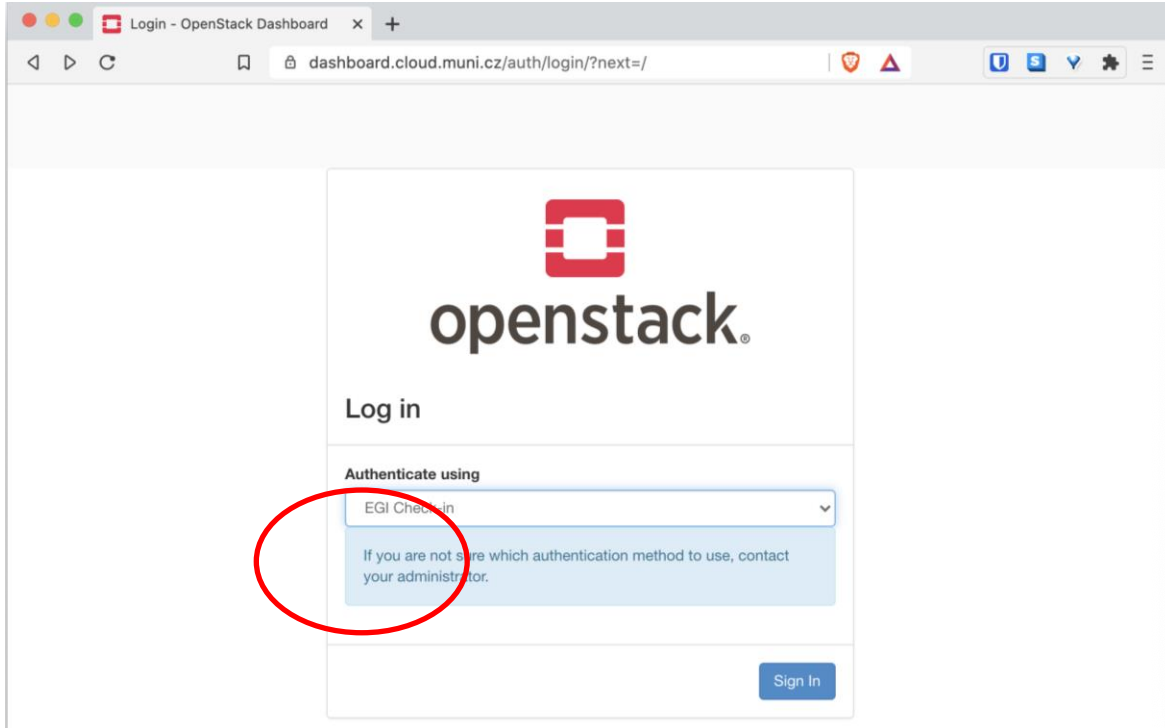 Login - OpenStack Dashboard
dashboard.cloud.muni.cz/auth/login/?next=/
openstack®
Log in
Authenticate using
EGI Check-in
If you are not sure which authentication method to use, contact
your administrator.
Sign In